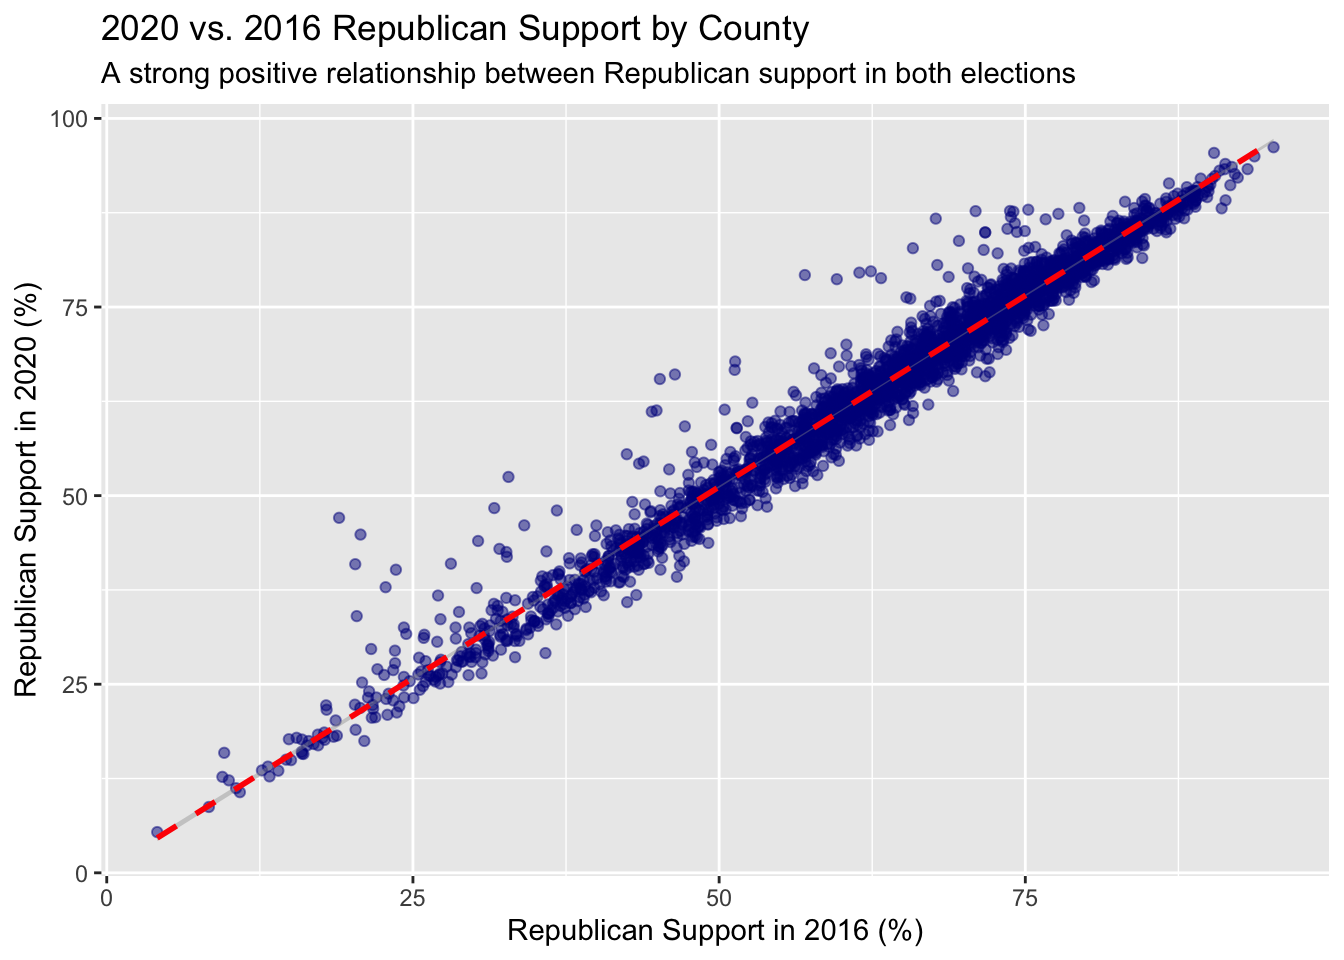 2020 vs. 2016 Republican Support by County
A strong positive relationship between Republican support in both elections
100
75
50
25
0
Republican Support in 2020 (%)
0 25 50 75
Republican Support in 2016 (%)